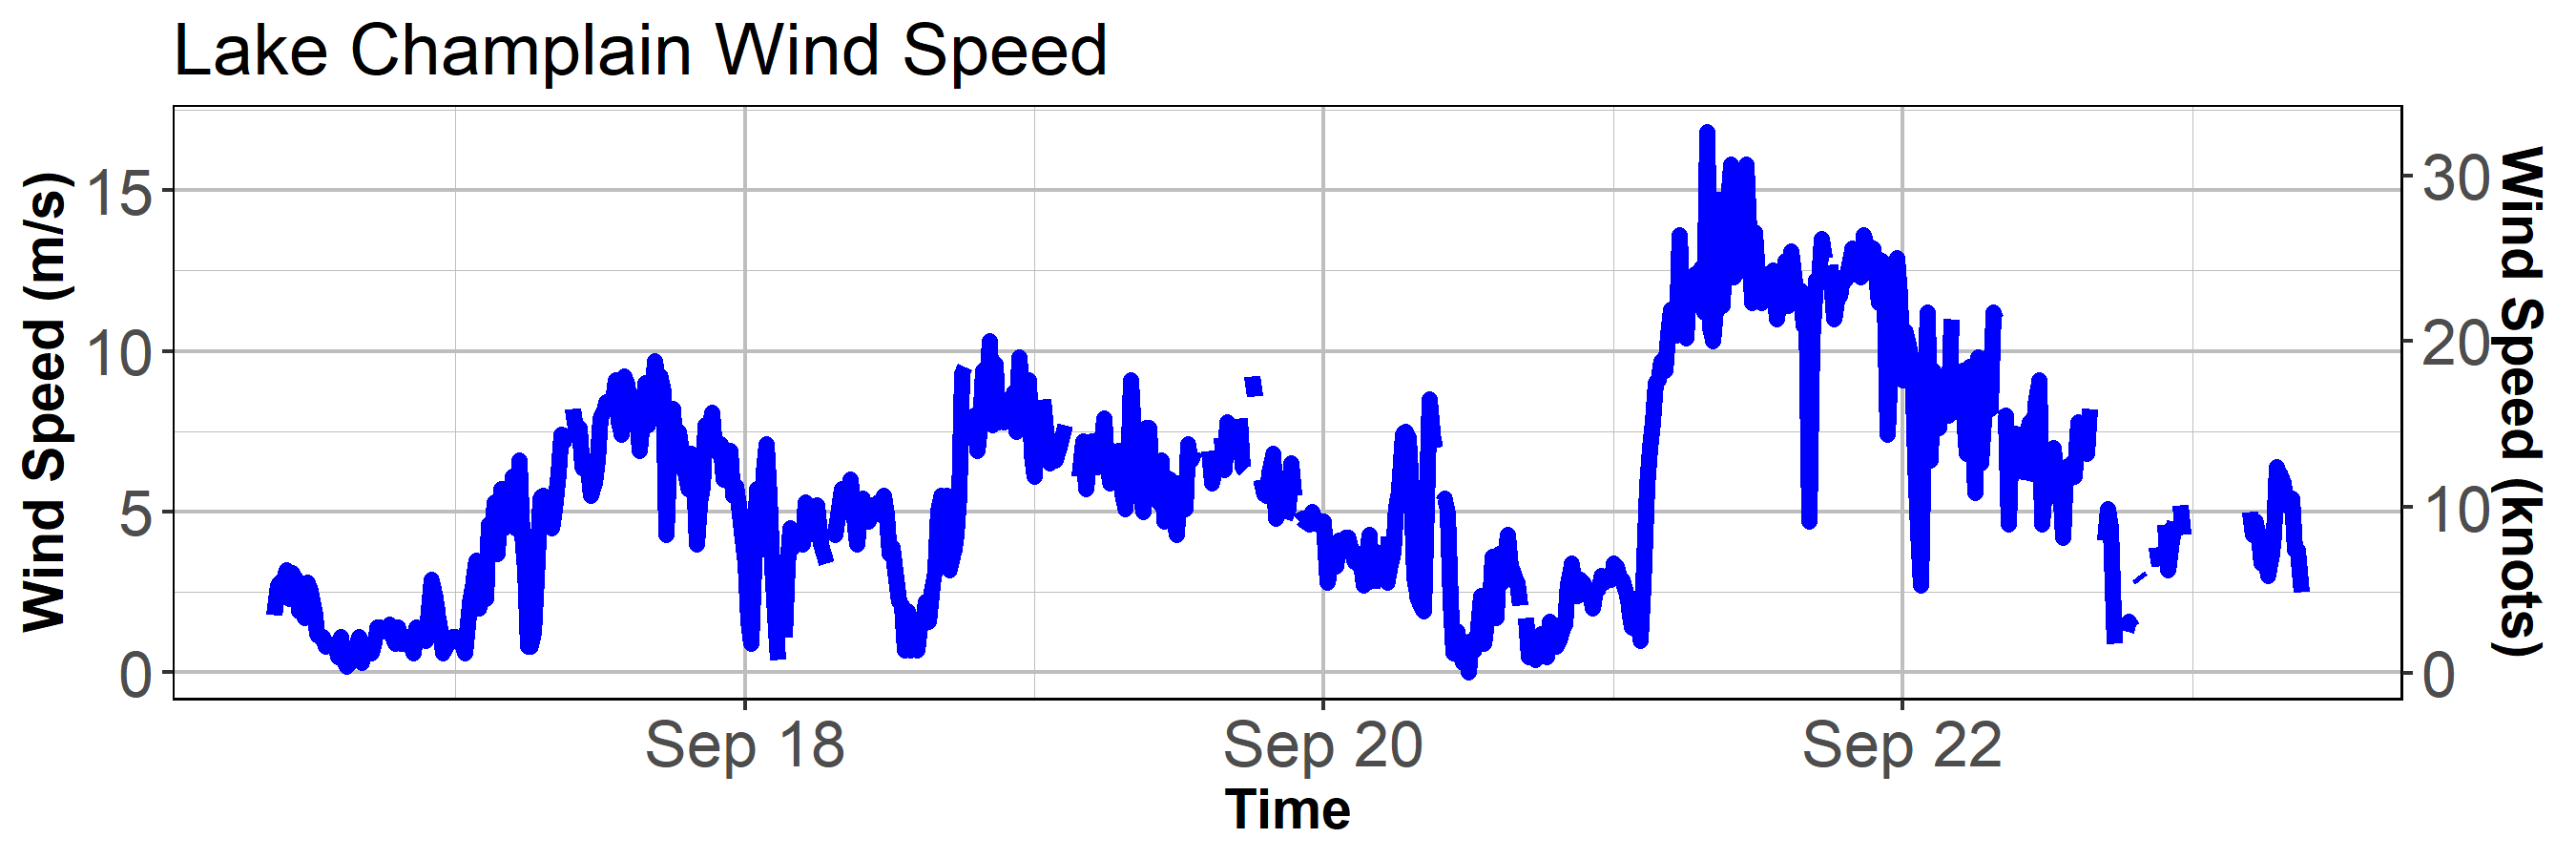 Lake Champlain Wind Speed
Wind Speed (m/s)
15
10
5
0
30
20
10
0
Wind Speed (knots)
Sep 18
Sep 20
Sep 22
Time